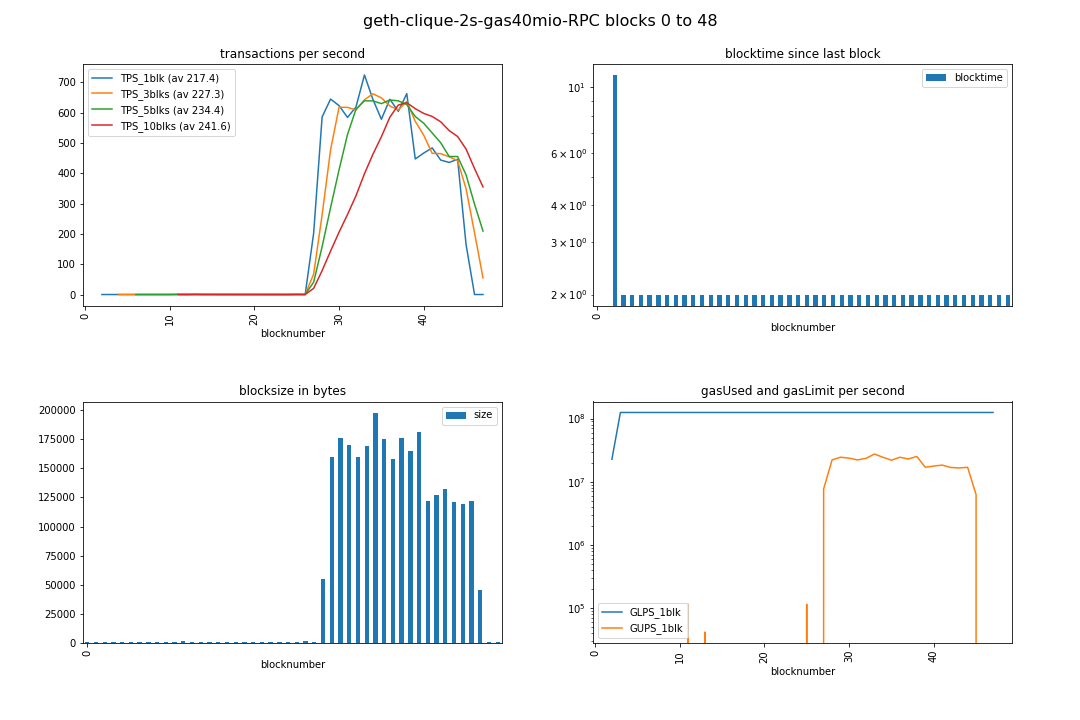 geth-clique-2s-gas40mio-RPC blocks 0 to 48
transactions per second
700
600
500
400
300
200
100
0
TPS_1blk (av 217.4)
TPS_3blks (av 227.3)
TPS_5blks (av 234.4)
TPS_10blks (av 241.6)
0
10
20
30
40
blocknumber
blocktime since last block
10¹
6 × 10⁰
4 × 10⁰
3 × 10⁰
2 × 10⁰
blocktime
0
blocknumber
blocksize in bytes
200000
175000
150000
125000
100000
75000
50000
25000
0
size
0
blocknumber
gasUsed and gasLimit per second
10⁸
10⁷
10⁶
10⁵
GLPS_1blk
GUPS_1blk
0
10
20
30
40
blocknumber